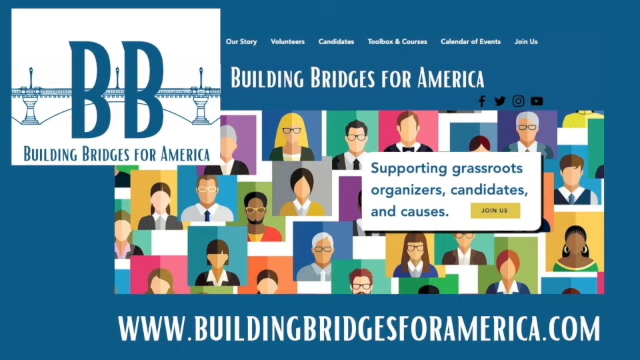 BB
BUILDING BRIDGES FOR AMERICA
Our Story Volunteers Candidates Toolbox & Courses Calendar of Events Join Us
BUILDING BRIDGES FOR AMERICA
Supporting grassroots
organizers, candidates,
and causes.
JOIN US
WWW.BUILDINGBRIDGESFORAMERICA.COM